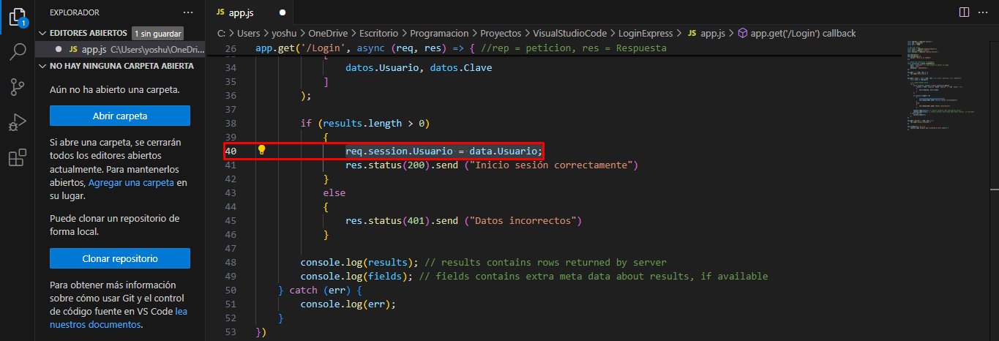 EXPLORADOR ···
EDITORES ABIERTOS 1 sin guardar
JS app.js C:\Users\yoshu\OneDri...
NO HAY NINGUNA CARPETA ABIERTA
Aún no ha abierto una carpeta.
Abrir carpeta
Si abre una carpeta, se cerrarán
todos los editores abiertos
actualmente. Para mantenerlos
abiertos, Agregar una carpeta en
su lugar.
Puede clonar un repositorio de
forma local.
Clonar repositorio
Para obtener más información
sobre cómo usar Git y el control
de código fuente en VS Code lea
nuestros documentos.
1
JS app.js ●
C: > Users > yoshu > OneDrive > Escritorio > Programacion > Proyectos > VisualStudioCode > LoginExpress > JS app.js > app.get('/Login') callback
26 app.get('/Login', async (req, res) => { //rep = peticion, res = Respuesta
34 datos.Usuario, datos.Clave
35 ]
36 );
37
38 if (results.length > 0)
39 {
40 req.session.Usuario = data.Usuario;
41 res.status(200).send ("Inicio sesión correctamente")
42 }
43 else
44 {
45 res.status(401).send ("Datos incorrectos")
46 }
47
48 console.log(results); // results contains rows returned by server
49 console.log(fields); // fields contains extra meta data about results, if available
50 } catch (err) {
51 console.log(err);
52 }
53 })